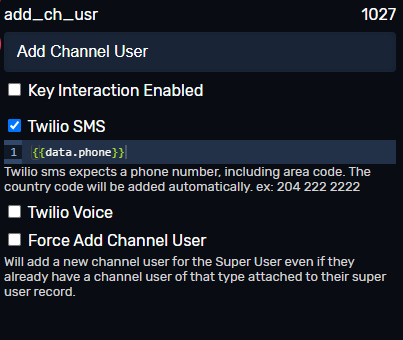 add_ch_usr 1027
Add Channel User
Key Interaction Enabled
Twilio SMS
1 {{data.phone}}
Twilio sms expects a phone number, including area code. The
country code will be added automatically. ex: 204 222 2222
Twilio Voice
Force Add Channel User
Will add a new channel user for the Super User even if they
already have a channel user of that type attached to their super
user record.